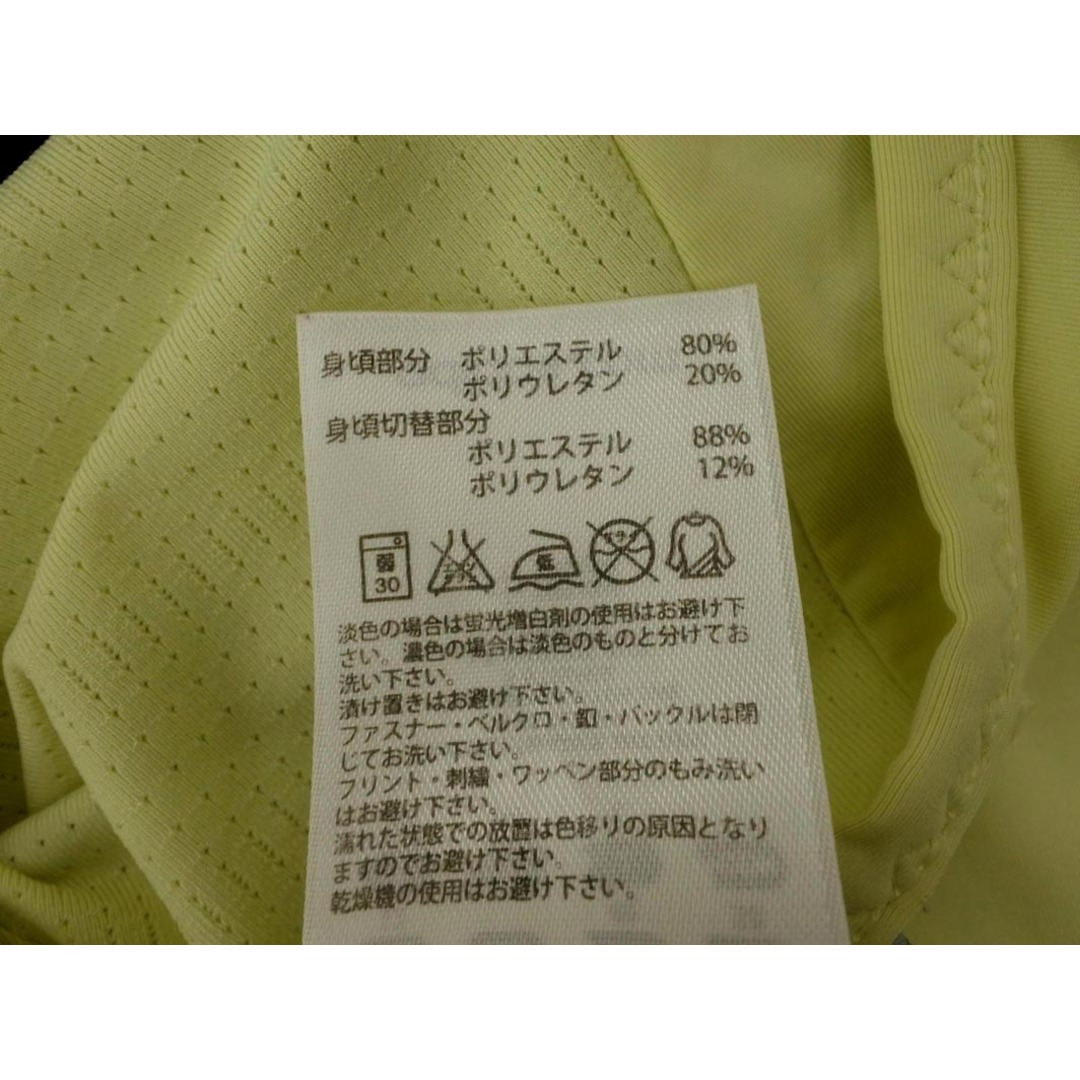 身頃部分 ポリエステル 80%
ポリウレタン 20%
身頃切替部分
ポリエステル 88%
ポリウレタン 12%
弱
30
低
淡色の場合は蛍光増白剤の使用はお避け下
さい。濃色の場合は淡色のものと分けてお
洗い下さい。
漬け置きはお避け下さい。
ファスナー・ベルクロ・釦・バックルは閉
じてお洗い下さい。
プリント・刺繍・ワッペン部分のもみ洗い
はお避け下さい。
濡れた状態での放置は色移りの原因となり
ますのでお避け下さい。
乾燥機の使用はお避け下さい。